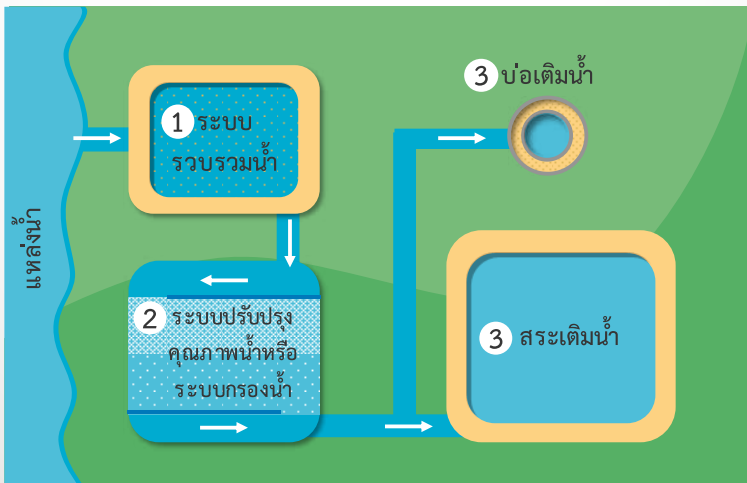 แหล่งน้ำ
1 ระบบ
รวบรวมน้ำ
2 ระบบปรับปรุง
คุณภาพน้ำหรือ
ระบบกรองน้ำ
3 บ่อเติมน้ำ
3 สระเติมน้ำ